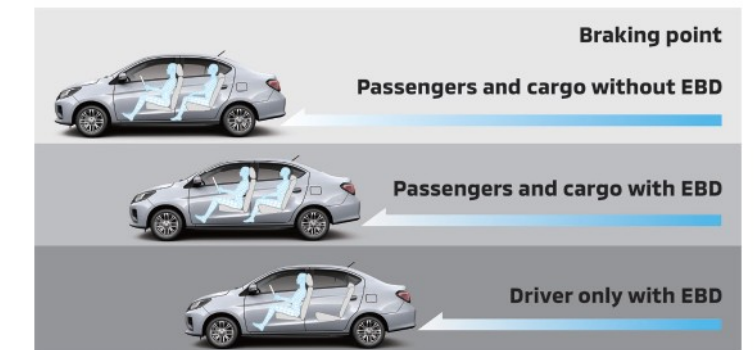 Braking point
Passengers and cargo without EBD
Passengers and cargo with EBD
Driver only with EBD